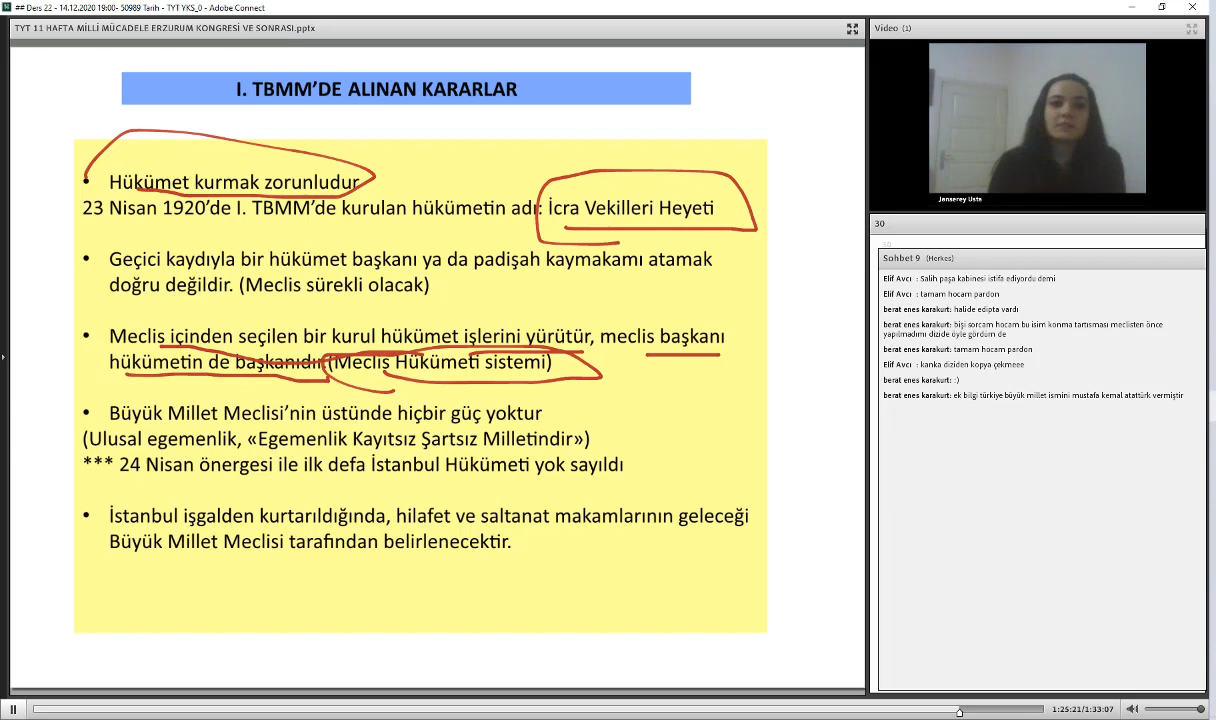 ## Ders 22 - 14.12.2020 19:00- 50989 Tarih - TYT YKS_0 - Adobe Connect
TYT 11 HAFTA MİLLİ MÜCADELE ERZURUM KONGRESİ VE SONRASI.pptx
I. TBMM'DE ALINAN KARARLAR
• Hükümet kurmak zorunludur
23 Nisan 1920'de I. TBMM'de kurulan hükümetin adı: İcra Vekilleri Heyeti
• Geçici kaydıyla bir hükümet başkanı ya da padişah kaymakamı atamak
doğru değildir. (Meclis sürekli olacak)
• Meclis içinden seçilen bir kurul hükümet işlerini yürütür, meclis başkanı
hükümetin de başkanıdır.(Meclis Hükümeti sistemi)
• Büyük Millet Meclisi'nin üstünde hiçbir güç yoktur
(Ulusal egemenlik, «Egemenlik Kayıtsız Şartsız Milletindir»)
*** 24 Nisan önergesi ile ilk defa İstanbul Hükümeti yok sayıldı
• İstanbul işgalden kurtarıldığında, hilafet ve saltanat makamlarının geleceği
Büyük Millet Meclisi tarafından belirlenecektir.
Video (1)
Janserey Usta
30
30
Sohbet 9 (Herkes)
Elif Avcı : Salih paşa kabinesi istifa ediyordu demi
Elif Avcı : tamam hocam pardon
berat enes karakurt: halide edipta vardı
berat enes karakurt: bişi sorcam hocam bu isim konma tartısması meclisten önce
yapılmadımı dizide öyle gördüm de
berat enes karakurt: tamam hocam pardon
Elif Avcı : kanka diziden kopya çekmeee
berat enes karakurt: :)
berat enes karakurt: ek bilgi türkiye büyük millet ismini mustafa kemal atatürk vermiştir
1:25:21/1:33:07